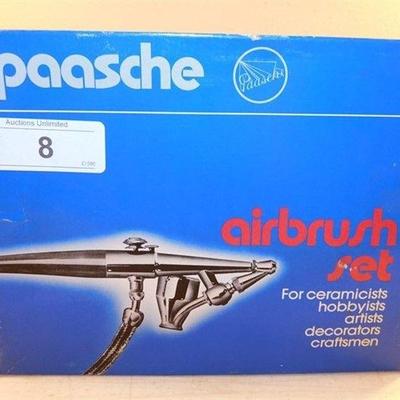 paasche
Paasche
Auctions Unlimited
8
airbrush
set
For ceramicists
hobbyists
artists
decorators
craftsmen